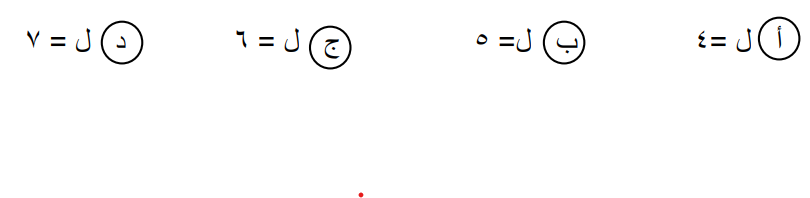 أ ل =٤ ب ل= ٥ ج ل = ٦ د ل = ٧